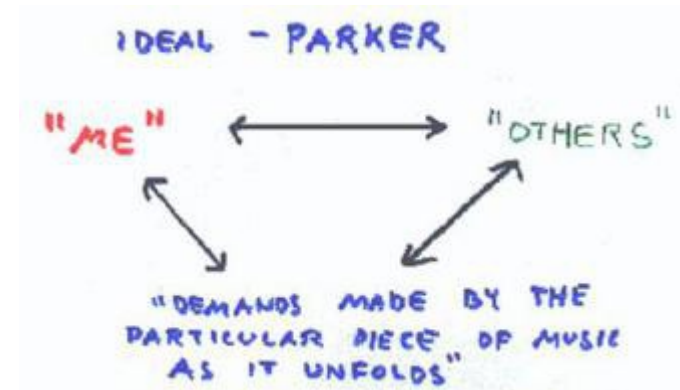 IDEAL - PARKER
"ME" "OTHERS"
"DEMANDS MADE BY THE
PARTICULAR PIECE OF MUSIC
AS IT UNFOLDS"